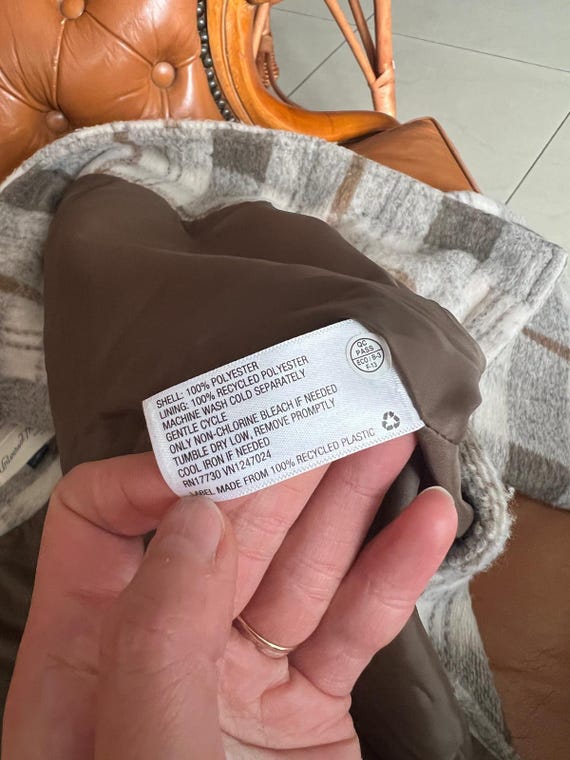 SHELL: 100% POLYESTER
LINING: 100% RECYCLED POLYESTER
MACHINE WASH COLD SEPARATELY
GENTLE CYCLE
ONLY NON-CHLORINE BLEACH IF NEEDED
TUMBLE DRY LOW, REMOVE PROMPTLY
COOL IRON IF NEEDED
RN17730 VN1247024
LABEL MADE FROM 100% RECYCLED PLASTIC
QC
PASS
F-13